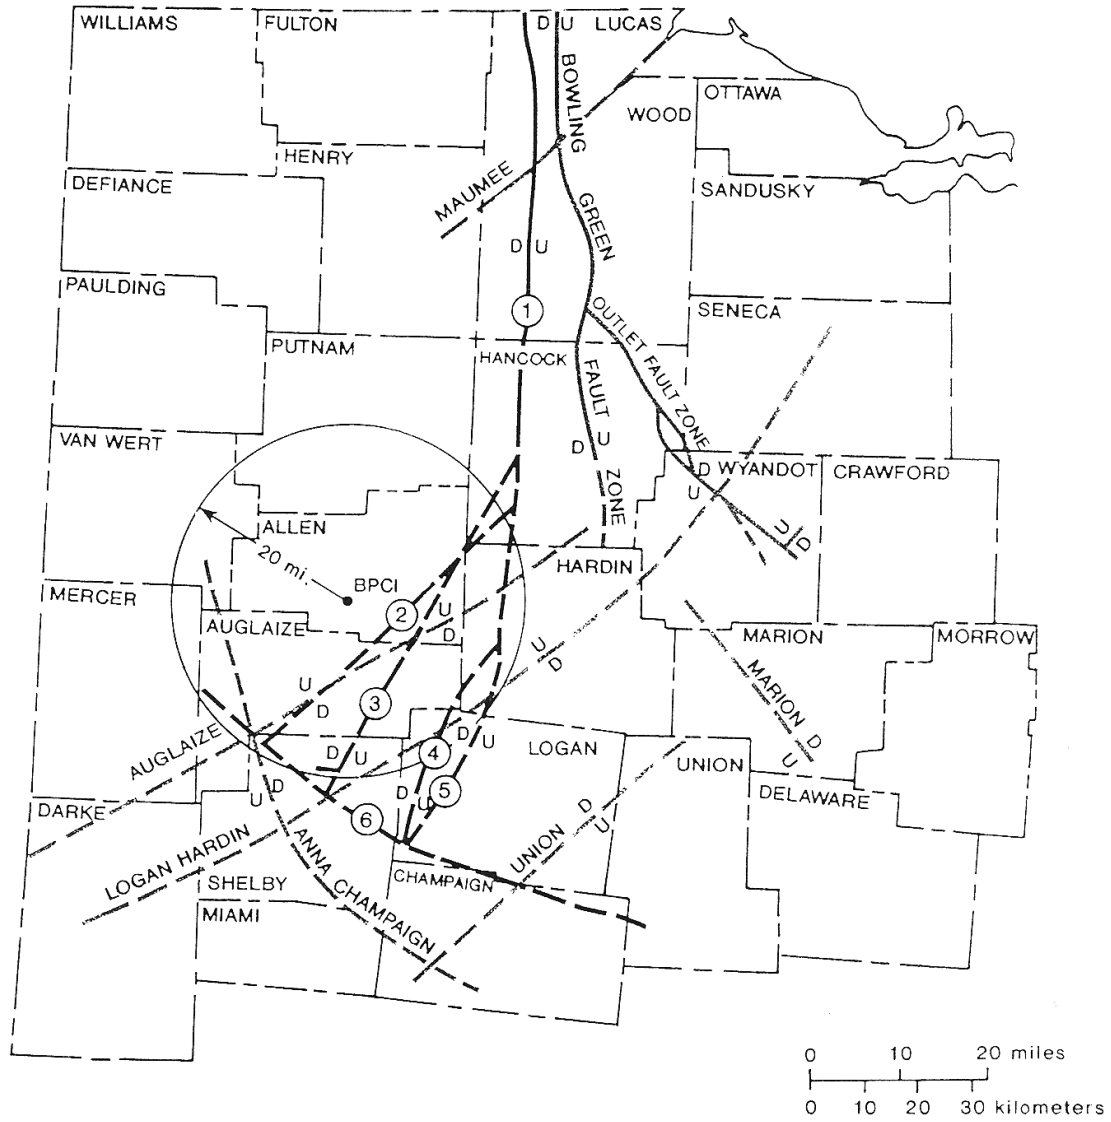 WILLIAMS
FULTON
D U
LUCAS
BOWLING
OTTAWA
WOOD
HENRY
DEFIANCE
MAUMEE
SANDUSKY
GREEN
D U
PAULDING
1
OUTLET FAULT ZONE
SENECA
PUTNAM
HANCOCK
FAULT
U
D
ZONE
VAN WERT
D
U
WYANDOT
CRAWFORD
ALLEN
U
D
20 mi.
BPCI
HARDIN
MERCER
2
U
D
AUGLAIZE
MARION
MORROW
U
D
MARION
D
U
U
D
3
AUGLAIZE
D U
4
D
U
LOGAN
UNION
DELAWARE
DARKE
U
D
D
U
5
6
UNION
D
U
LOGAN HARDIN
ANNA CHAMPAIGN
SHELBY
CHAMPAIGN
MIAMI
0 10 20 miles
0 10 20 30 kilometers